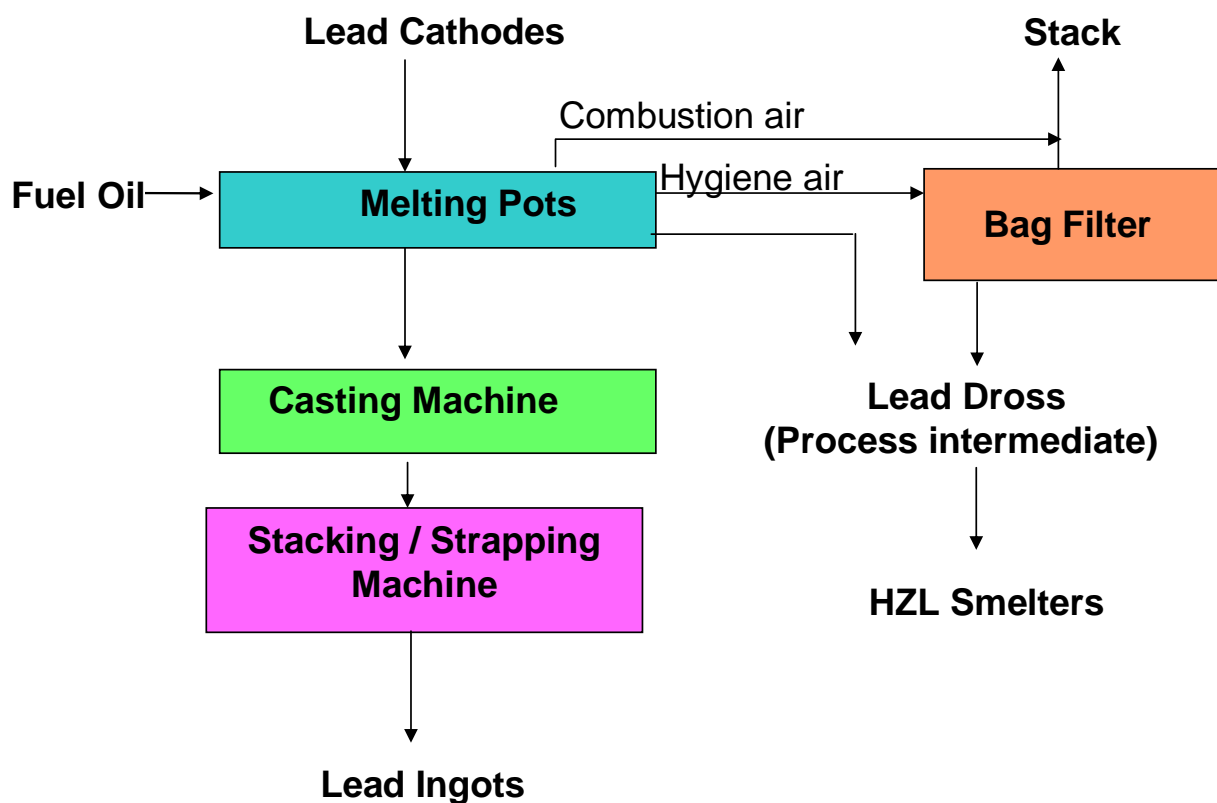 Lead Cathodes
Stack
Combustion air
Fuel Oil
Melting Pots
Hygiene air
Bag Filter
Casting Machine
Lead Dross
(Process intermediate)
Stacking / Strapping
Machine
HZL Smelters
Lead Ingots